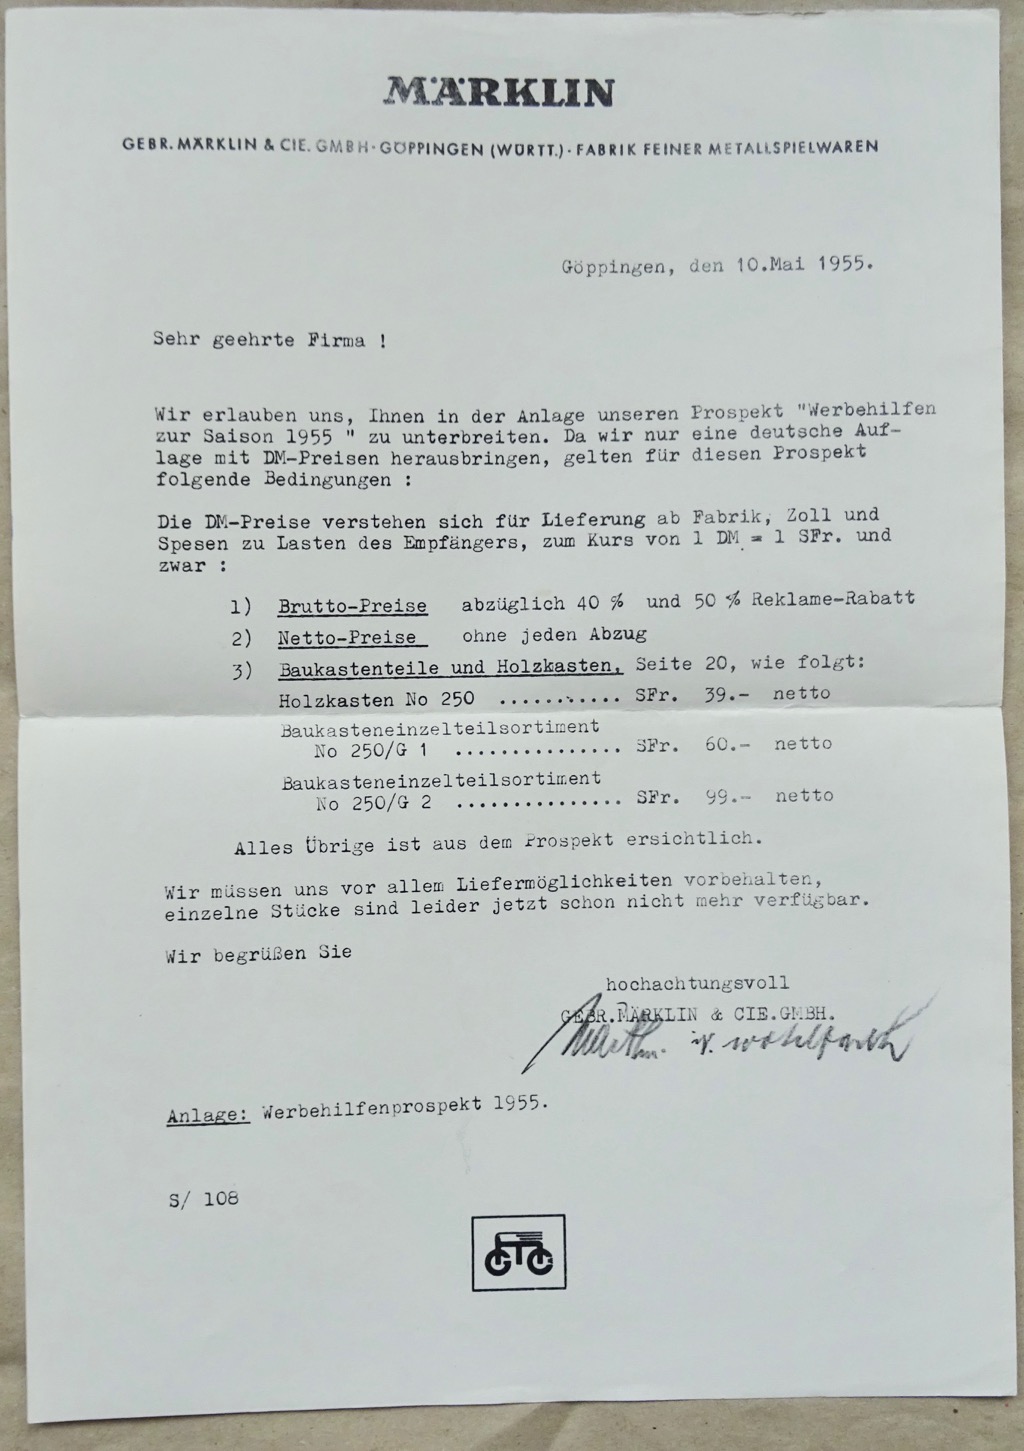 MÄRKLIN
GEBR. MÄRKLIN & CIE. GMBH · GÖPPINGEN (WÜRTT.) · FABRIK FEINER METALLSPIELWAREN
Göppingen, den 10.Mai 1955.
Sehr geehrte Firma !
Wir erlauben uns, Ihnen in der Anlage unseren Prospekt "Werbehilfen
zur Saison 1955 " zu unterbreiten. Da wir nur eine deutsche Auf-
lage mit DM-Preisen herausbringen, gelten für diesen Prospekt
folgende Bedingungen :
Die DM-Preise verstehen sich für Lieferung ab Fabrik, Zoll und
Spesen zu Lasten des Empfängers, zum Kurs von 1 DM = 1 SFr. und
zwar :
1) Brutto-Preise abzüglich 40 % und 50 % Reklame-Rabatt
2) Netto-Preise ohne jeden Abzug
3) Baukastenteile und Holzkasten, Seite 20, wie folgt:
Holzkasten No 250 ........... SFr. 39.- netto
Baukasteneinzelteilsortiment
No 250/G 1 ............... SFr. 60.- netto
Baukasteneinzelteilsortiment
No 250/G 2 ............... SFr. 99.- netto
Alles Übrige ist aus dem Prospekt ersichtlich.
Wir müssen uns vor allem Liefermöglichkeiten vorbehalten,
einzelne Stücke sind leider jetzt schon nicht mehr verfügbar.
Wir begrüßen Sie
hochachtungsvoll
GEBR.MÄRKLIN & CIE.GMBH.
Anlage: Werbehilfenprospekt 1955.
S/ 108